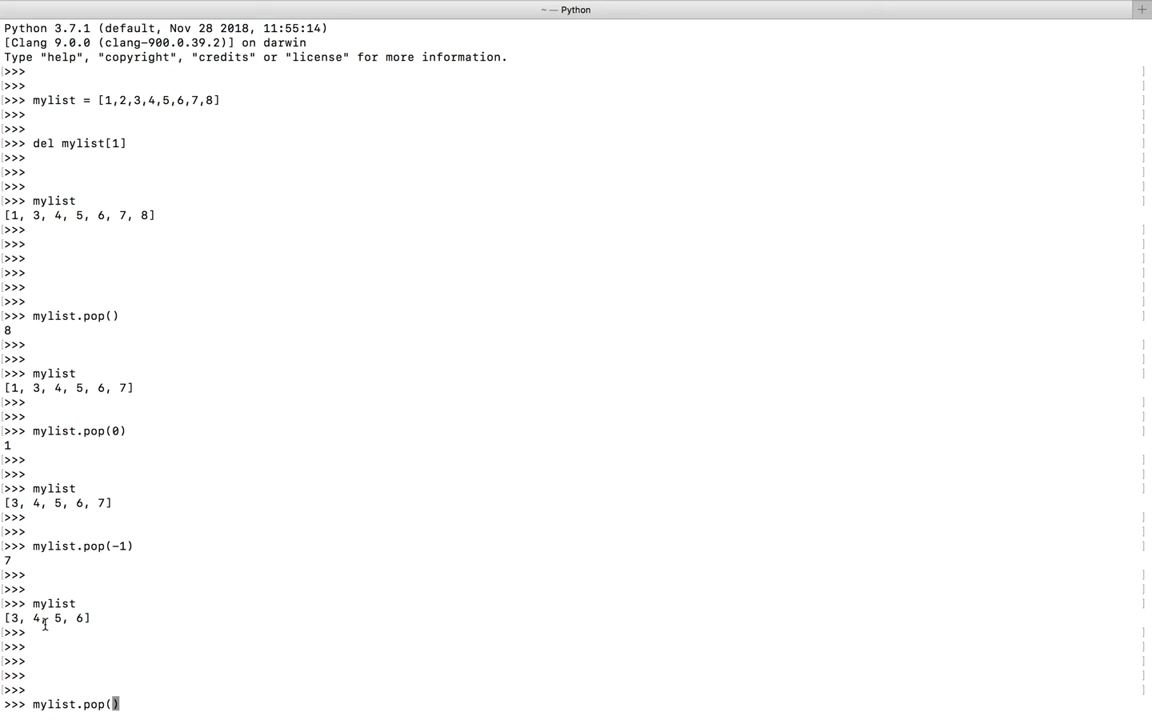 ~ — Python
+
Python 3.7.1 (default, Nov 28 2018, 11:55:14)
[Clang 9.0.0 (clang-900.0.39.2)] on darwin
Type "help", "copyright", "credits" or "license" for more information.
[>>> ]
[>>> ]
[>>> mylist = [1,2,3,4,5,6,7,8] ]
[>>> ]
[>>> ]
[>>> del mylist[1] ]
[>>> ]
[>>> ]
[>>> ]
[>>> mylist ]
[1, 3, 4, 5, 6, 7, 8]
[>>> ]
[>>> ]
[>>> ]
[>>> ]
[>>> ]
[>>> ]
[>>> mylist.pop() ]
8
[>>> ]
[>>> ]
[>>> mylist ]
[1, 3, 4, 5, 6, 7]
[>>> ]
[>>> ]
[>>> mylist.pop(0) ]
1
[>>> ]
[>>> ]
[>>> mylist ]
[3, 4, 5, 6, 7]
[>>> ]
[>>> ]
[>>> mylist.pop(-1) ]
7
[>>> ]
[>>> ]
[>>> mylist ]
[3, 4, 5, 6]
[>>> ]
[>>> ]
[>>> ]
[>>> ]
[>>> ]
>>> mylist.pop()